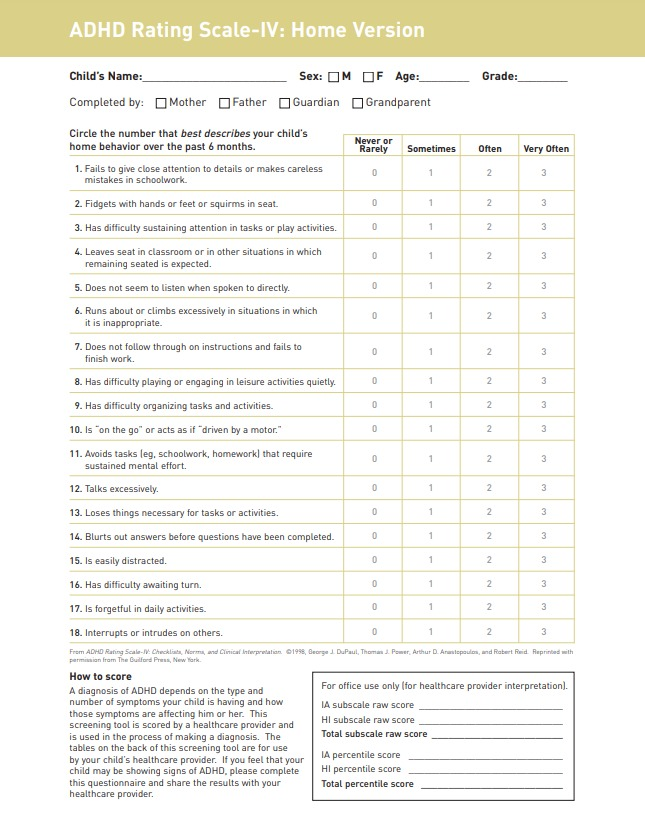 ADHD Rating Scale-IV: Home Version
Child's Name:__________________________ Sex: ☐ M ☐ F Age:_________ Grade:_________
Completed by: ☐ Mother ☐ Father ☐ Guardian ☐ Grandparent
Circle the number that best describes your child's
home behavior over the past 6 months.
Never or
Rarely Sometimes Often Very Often
1. Fails to give close attention to details or makes careless
mistakes in schoolwork. 0 1 2 3
2. Fidgets with hands or feet or squirms in seat. 0 1 2 3
3. Has difficulty sustaining attention in tasks or play activities. 0 1 2 3
4. Leaves seat in classroom or in other situations in which
remaining seated is expected. 0 1 2 3
5. Does not seem to listen when spoken to directly. 0 1 2 3
6. Runs about or climbs excessively in situations in which
it is inappropriate. 0 1 2 3
7. Does not follow through on instructions and fails to
finish work. 0 1 2 3
8. Has difficulty playing or engaging in leisure activities quietly. 0 1 2 3
9. Has difficulty organizing tasks and activities. 0 1 2 3
10. Is "on the go" or acts as if "driven by a motor." 0 1 2 3
11. Avoids tasks (eg, schoolwork, homework) that require
sustained mental effort. 0 1 2 3
12. Talks excessively. 0 1 2 3
13. Loses things necessary for tasks or activities. 0 1 2 3
14. Blurts out answers before questions have been completed. 0 1 2 3
15. Is easily distracted. 0 1 2 3
16. Has difficulty awaiting turn. 0 1 2 3
17. Is forgetful in daily activities. 0 1 2 3
18. Interrupts or intrudes on others. 0 1 2 3
From ADHD Rating Scale-IV: Checklists, Norms, and Clinical Interpretation. ©1998, George J. DuPaul, Thomas J. Power, Arthur D. Anastopoulos, and Robert Reid. Reprinted with
permission from The Guilford Press, New York.
How to score
A diagnosis of ADHD depends on the type and
number of symptoms your child is having and how
those symptoms are affecting him or her. This
screening tool is scored by a healthcare provider and
is used in the process of making a diagnosis. The
tables on the back of this screening tool are for use
by your child's healthcare provider. If you feel that your
child may be showing signs of ADHD, please complete
this questionnaire and share the results with your
healthcare provider.
For office use only (for healthcare provider interpretation).
IA subscale raw score __________________________
HI subscale raw score __________________________
Total subscale raw score ________________________
IA percentile score ____________________________
HI percentile score ____________________________
Total percentile score __________________________